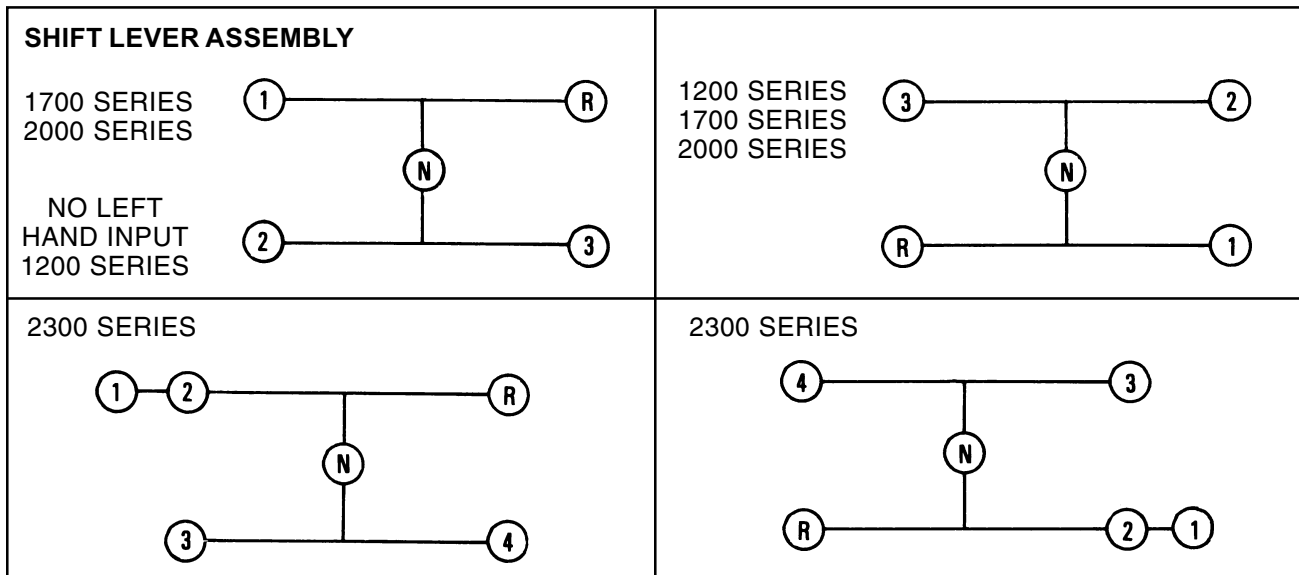 SHIFT LEVER ASSEMBLY
1700 SERIES
2000 SERIES
NO LEFT
HAND INPUT
1200 SERIES
1 R
N
2 3
1200 SERIES
1700 SERIES
2000 SERIES
3 2
N
R 1
2300 SERIES
1 2 R
N
3 4
2300 SERIES
4 3
N
R 2 1